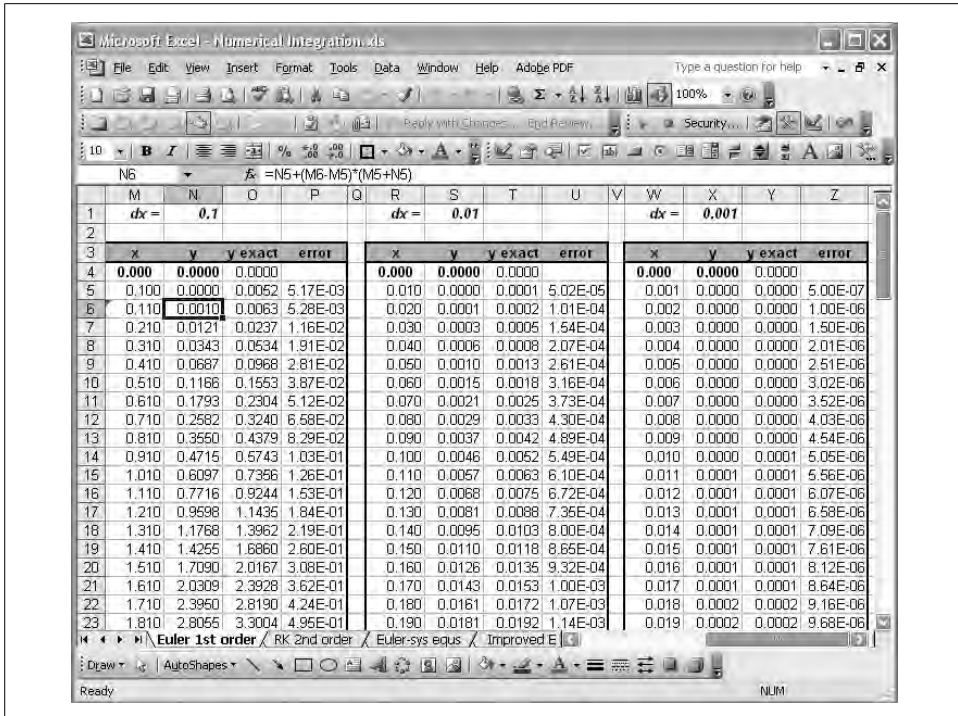 Microsoft Excel - Numerical Integration.xls
File Edit View Insert Format Tools Data Window Help Adobe PDF Type a question for help
100%
Reply with Changes... End Review... Security...
10 B I
N6 fx =N5+(M6-M5)*(M5+N5)
M N O P Q R S T U V W X Y Z
1 dx = 0.1 dx = 0.01 dx = 0.001
2
3 x y y exact error x y y exact error x y y exact error
4 0.000 0.0000 0.0000 0.000 0.0000 0.0000 0.000 0.0000 0.0000
5 0.100 0.0000 0.0052 5.17E-03 0.010 0.0000 0.0001 5.02E-05 0.001 0.0000 0.0000 5.00E-07
6 0.110 0.0010 0.0063 5.28E-03 0.020 0.0001 0.0002 1.01E-04 0.002 0.0000 0.0000 1.00E-06
7 0.210 0.0121 0.0237 1.16E-02 0.030 0.0003 0.0005 1.54E-04 0.003 0.0000 0.0000 1.50E-06
8 0.310 0.0343 0.0534 1.91E-02 0.040 0.0006 0.0008 2.07E-04 0.004 0.0000 0.0000 2.01E-06
9 0.410 0.0687 0.0968 2.81E-02 0.050 0.0010 0.0013 2.61E-04 0.005 0.0000 0.0000 2.51E-06
10 0.510 0.1166 0.1553 3.87E-02 0.060 0.0015 0.0018 3.16E-04 0.006 0.0000 0.0000 3.02E-06
11 0.610 0.1793 0.2304 5.12E-02 0.070 0.0021 0.0025 3.73E-04 0.007 0.0000 0.0000 3.52E-06
12 0.710 0.2582 0.3240 6.58E-02 0.080 0.0029 0.0033 4.30E-04 0.008 0.0000 0.0000 4.03E-06
13 0.810 0.3550 0.4379 8.29E-02 0.090 0.0037 0.0042 4.89E-04 0.009 0.0000 0.0000 4.54E-06
14 0.910 0.4715 0.5743 1.03E-01 0.100 0.0046 0.0052 5.49E-04 0.010 0.0000 0.0001 5.05E-06
15 1.010 0.6097 0.7356 1.26E-01 0.110 0.0057 0.0063 6.10E-04 0.011 0.0001 0.0001 5.56E-06
16 1.110 0.7716 0.9244 1.53E-01 0.120 0.0068 0.0075 6.72E-04 0.012 0.0001 0.0001 6.07E-06
17 1.210 0.9598 1.1435 1.84E-01 0.130 0.0081 0.0088 7.35E-04 0.013 0.0001 0.0001 6.58E-06
18 1.310 1.1768 1.3962 2.19E-01 0.140 0.0095 0.0103 8.00E-04 0.014 0.0001 0.0001 7.09E-06
19 1.410 1.4255 1.6860 2.60E-01 0.150 0.0110 0.0118 8.65E-04 0.015 0.0001 0.0001 7.61E-06
20 1.510 1.7090 2.0167 3.08E-01 0.160 0.0126 0.0135 9.32E-04 0.016 0.0001 0.0001 8.12E-06
21 1.610 2.0309 2.3928 3.62E-01 0.170 0.0143 0.0153 1.00E-03 0.017 0.0001 0.0001 8.64E-06
22 1.710 2.3950 2.8190 4.24E-01 0.180 0.0161 0.0172 1.07E-03 0.018 0.0002 0.0002 9.16E-06
23 1.810 2.8055 3.3004 4.95E-01 0.190 0.0181 0.0192 1.14E-03 0.019 0.0002 0.0002 9.68E-06
Euler 1st order / RK 2nd order / Euler-sys equs / Improved E
Draw AutoShapes
Ready NUM